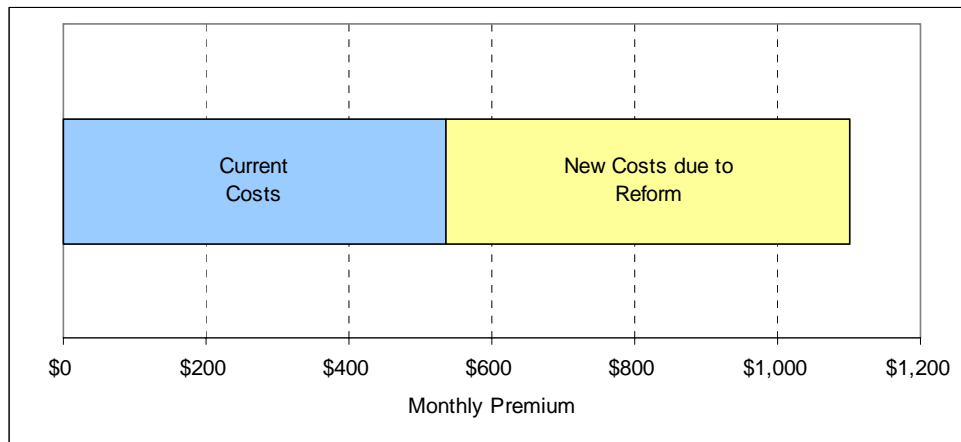 Current
Costs
New Costs due to
Reform
$0
$200
$400
$600
$800
$1,000
$1,200
Monthly Premium